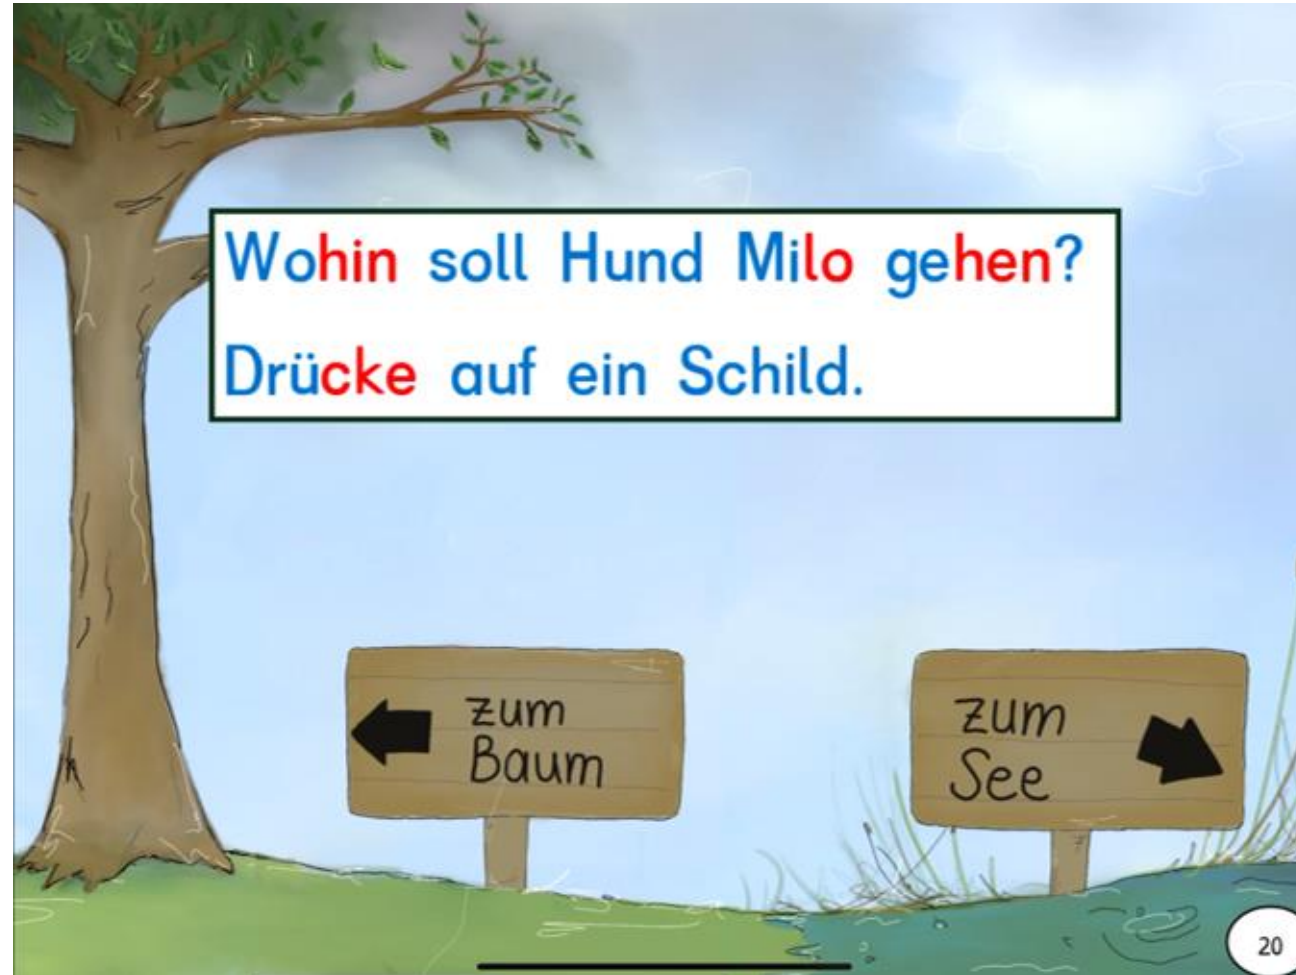 Wohin soll Hund Milo gehen?
Drücke auf ein Schild.
zum
Baum
zum
See
20